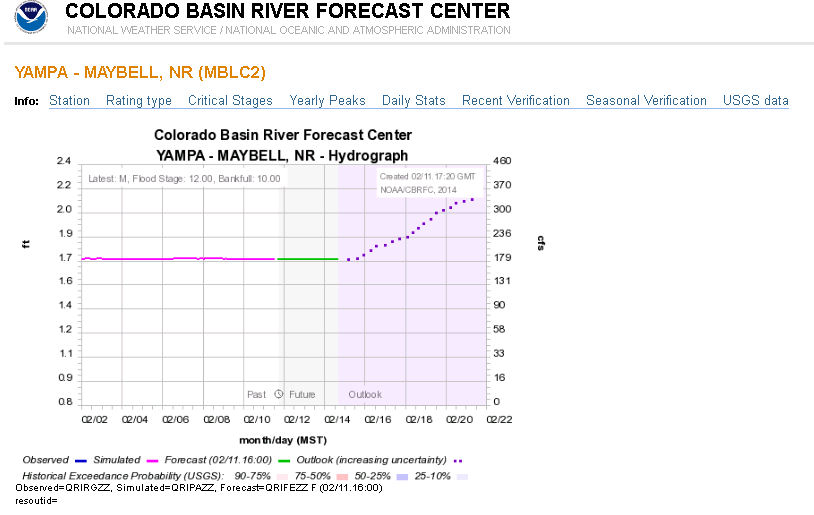 NOAA
COLORADO BASIN RIVER FORECAST CENTER
NATIONAL WEATHER SERVICE / NATIONAL OCEANIC AND ATMOSPHERIC ADMINISTRATION
YAMPA - MAYBELL, NR (MBLC2)
Info: Station Rating type Critical Stages Yearly Peaks Daily Stats Recent Verification Seasonal Verification USGS data
Colorado Basin River Forecast Center
YAMPA - MAYBELL, NR - Hydrograph
2.4 460
Latest: M, Flood Stage: 12.00, Bankfull: 10.00 Created 02/11.17:20 GMT
2.2 370
NOAA/CBRFC, 2014
2.0 300
1.9 236
ft cfs
1.7 179
1.6 131
1.4 90
1.2 58
1.1 33
0.9 16
Past Future Outlook
0.8 0
02/02 02/04 02/06 02/08 02/10 02/12 02/14 02/16 02/18 02/20 02/22
month/day (MST)
Observed Simulated Forecast (02/11.16:00) Outlook (increasing uncertainty)
Historical Exceedance Probability (USGS): 90-75% 75-50% 50-25% 25-10%
Observed=QRIRGZZ, Simulated=QRIPAZZ, Forecast=QRIFEZZ F (02/11.16:00)
resoutid=